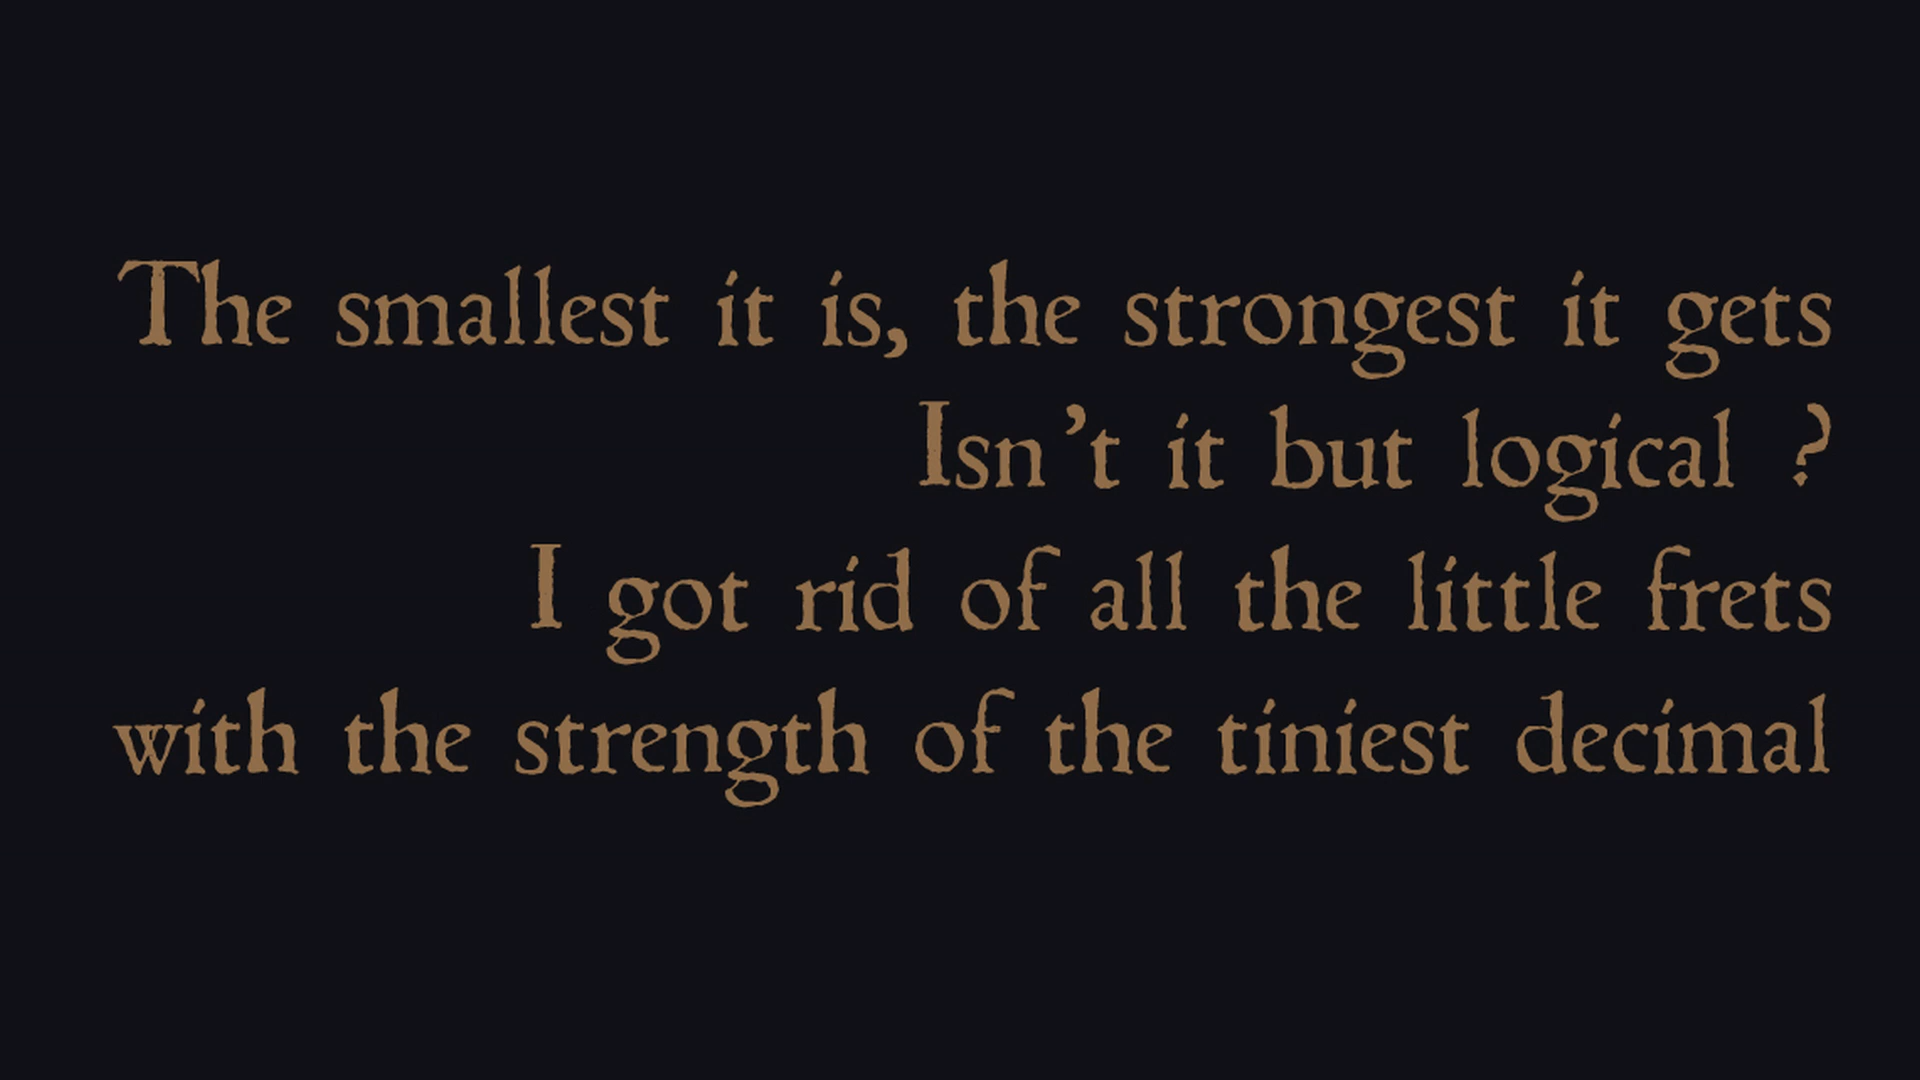 The smallest it is, the strongest it gets
Isn’t it but logical ?
I got rid of all the little frets
with the strength of the tiniest decimal